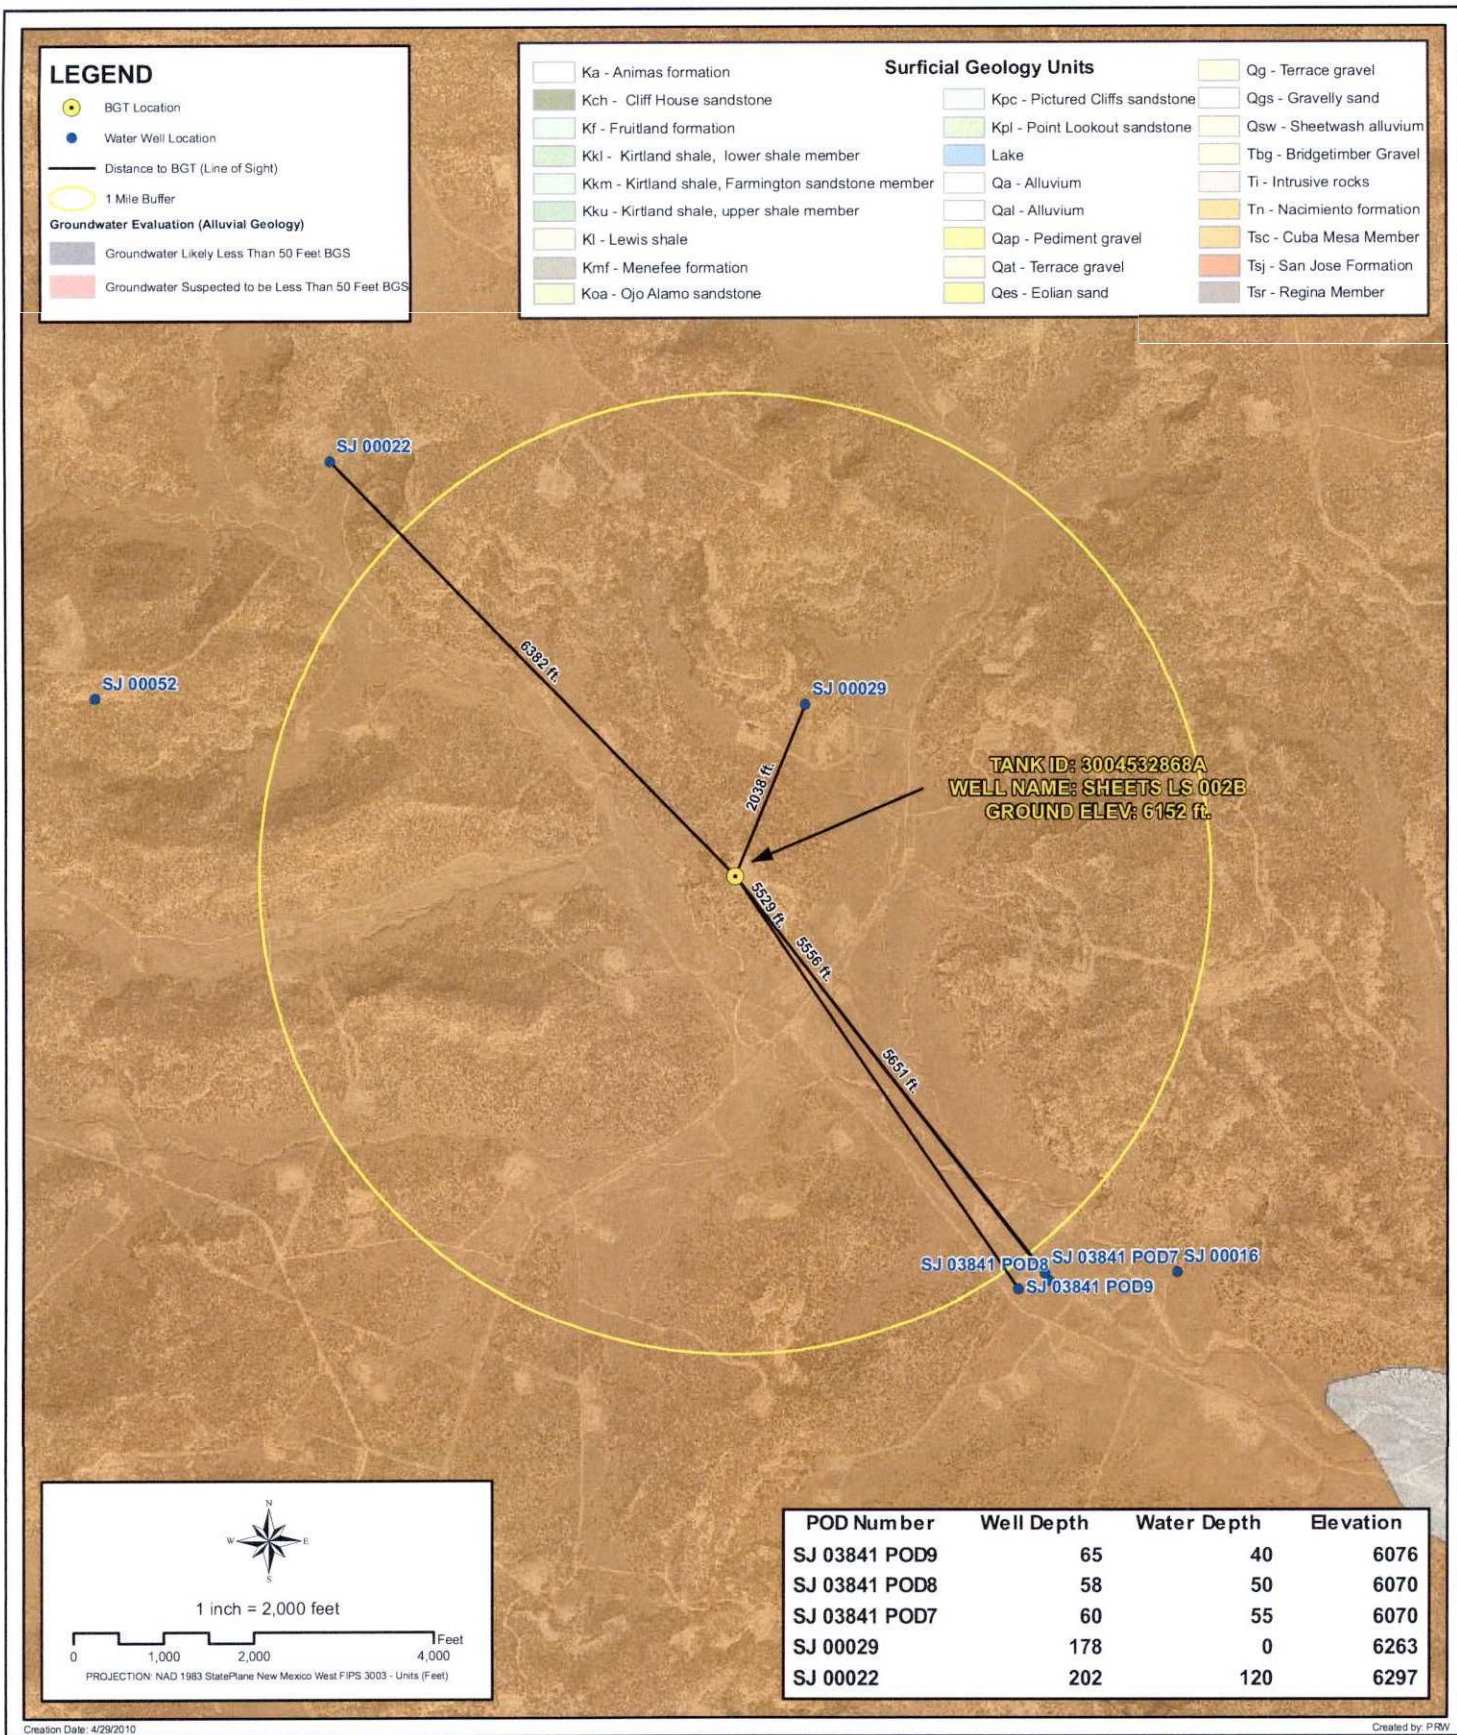 LEGEND
BGT Location
Water Well Location
Distance to BGT (Line of Sight)
1 Mile Buffer
Groundwater Evaluation (Alluvial Geology)
Groundwater Likely Less Than 50 Feet BGS
Groundwater Suspected to be Less Than 50 Feet BGS
Surficial Geology Units
Ka - Animas formation
Kch - Cliff House sandstone
Kf - Fruitland formation
Kkl - Kirtland shale, lower shale member
Kkm - Kirtland shale, Farmington sandstone member
Kku - Kirtland shale, upper shale member
Kl - Lewis shale
Kmf - Menefee formation
Koa - Ojo Alamo sandstone
Kpc - Pictured Cliffs sandstone
Kpl - Point Lookout sandstone
Lake
Qa - Alluvium
Qal - Alluvium
Qap - Pediment gravel
Qat - Terrace gravel
Qes - Eolian sand
Qg - Terrace gravel
Qgs - Gravelly sand
Qsw - Sheetwash alluvium
Tbg - Bridgetimber Gravel
Ti - Intrusive rocks
Tn - Nacimiento formation
Tsc - Cuba Mesa Member
Tsj - San Jose Formation
Tsr - Regina Member
SJ 00022
6382 ft.
SJ 00052
SJ 00029
2038 ft.
TANK ID: 3004532868A
WELL NAME: SHEETS LS 002B
GROUND ELEV: 6152 ft.
5529 ft.
5556 ft.
5651 ft.
SJ 03841 POD8
SJ 03841 POD7
SJ 00016
SJ 03841 POD9
N
W
E
S
1 inch = 2,000 feet
Feet
0 1,000 2,000 4,000
PROJECTION: NAD 1983 StatePlane New Mexico West FIPS 3003 - Units (Feet)
POD Number Well Depth Water Depth Elevation
SJ 03841 POD9 65 40 6076
SJ 03841 POD8 58 50 6070
SJ 03841 POD7 60 55 6070
SJ 00029 178 0 6263
SJ 00022 202 120 6297
Creation Date: 4/29/2010
Created by: PRW